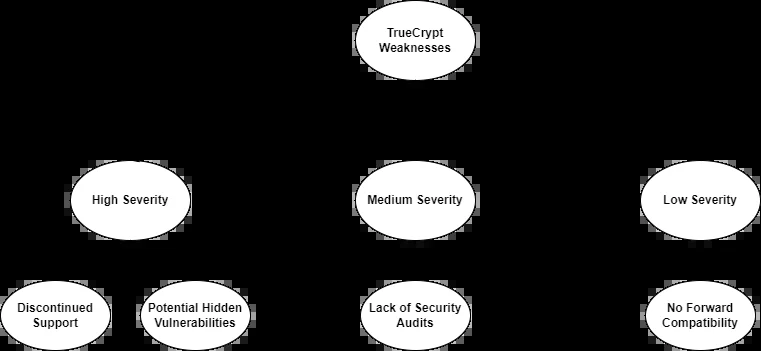 TrueCrypt
Weaknesses
High Severity
Medium Severity
Low Severity
Discontinued
Support
Potential Hidden
Vulnerabilities
Lack of Security
Audits
No Forward
Compatibility